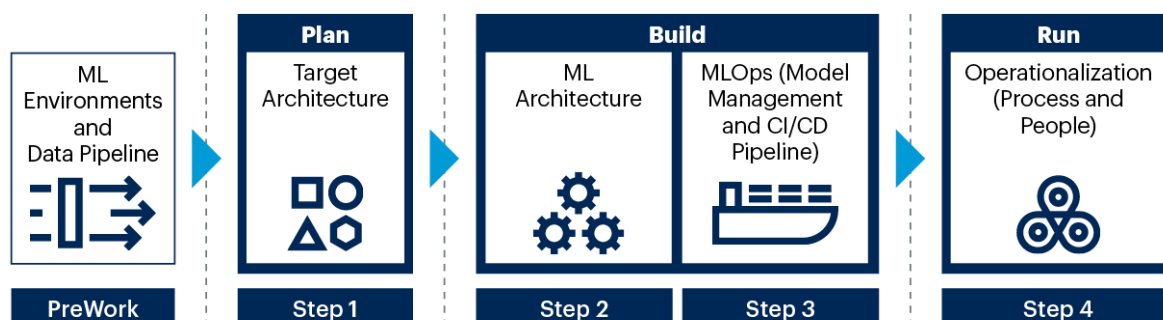 ML
Environments
and
Data Pipeline
PreWork
Plan
Target
Architecture
Step 1
Build
ML
Architecture
Step 2
MLOps (Model
Management
and CI/CD
Pipeline)
Step 3
Run
Operationalization
(Process and
People)
Step 4